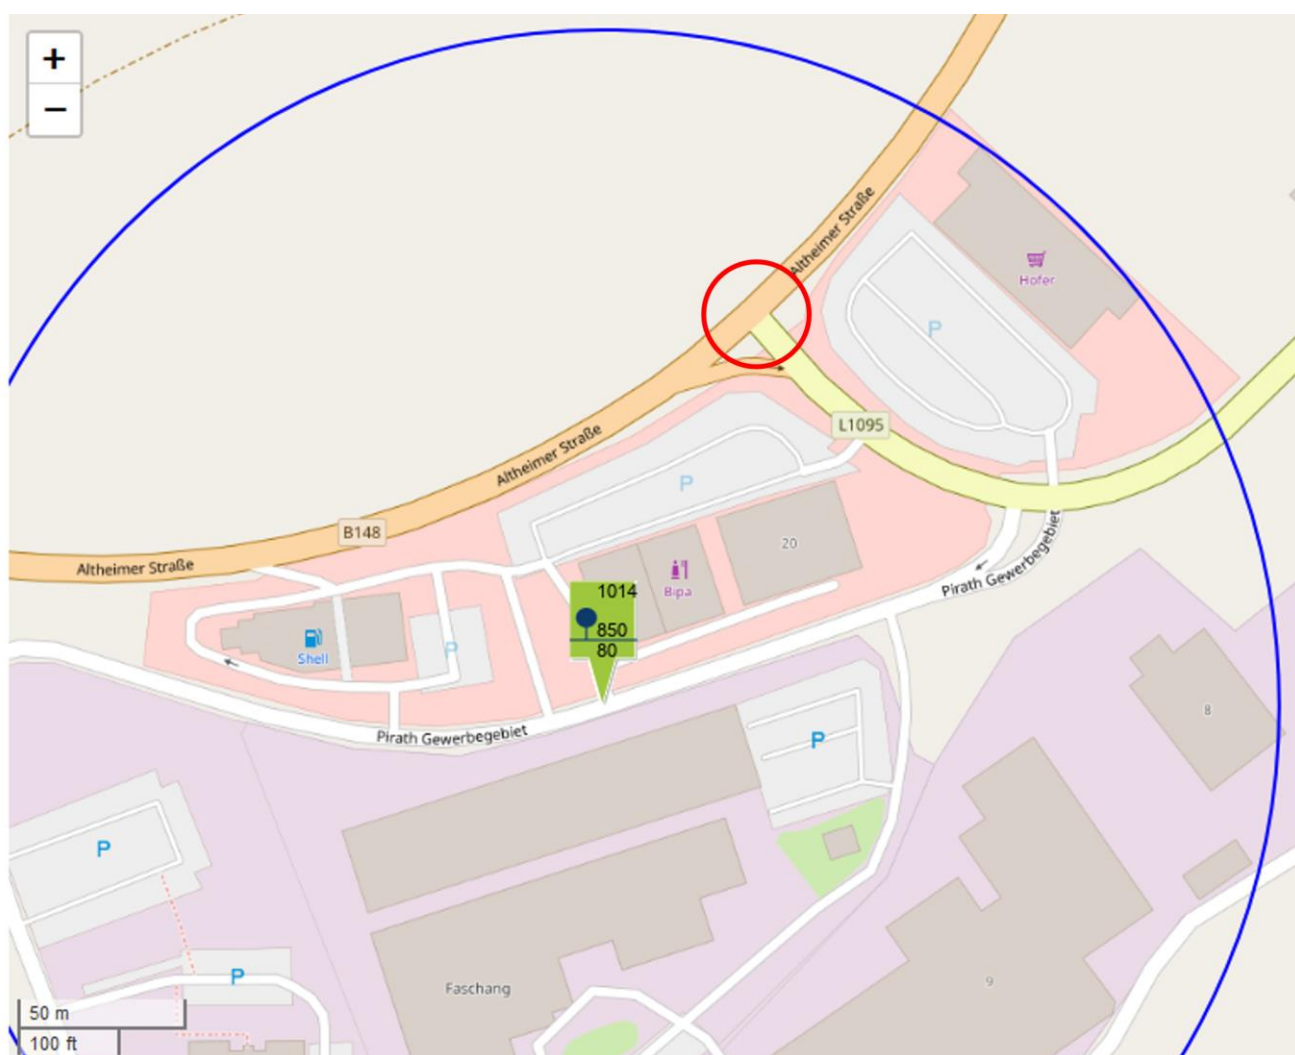 +
−
Altheimer Straße
Hofer
P
L1095
Altheimer Straße
P
B148
20
Altheimer Straße
Bipa
Pirath Gewerbegebiet
1014
850
80
Shell
P
8
Pirath Gewerbegebiet
P
P
P
Faschang
9
50 m
100 ft